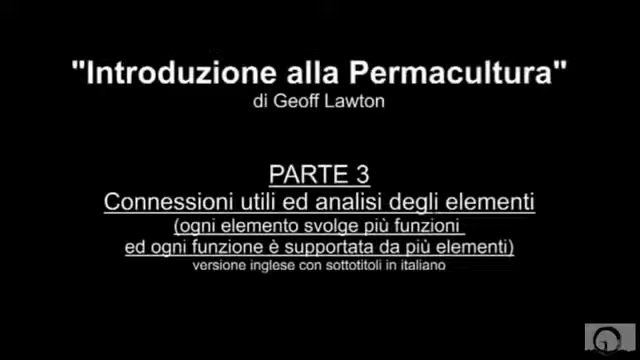 "Introduzione alla Permacultura"
di Geoff Lawton
PARTE 3
Connessioni utili ed analisi degli elementi
(ogni elemento svolge più funzioni
ed ogni funzione è supportata da più elementi)
versione inglese con sottotitoli in italiano